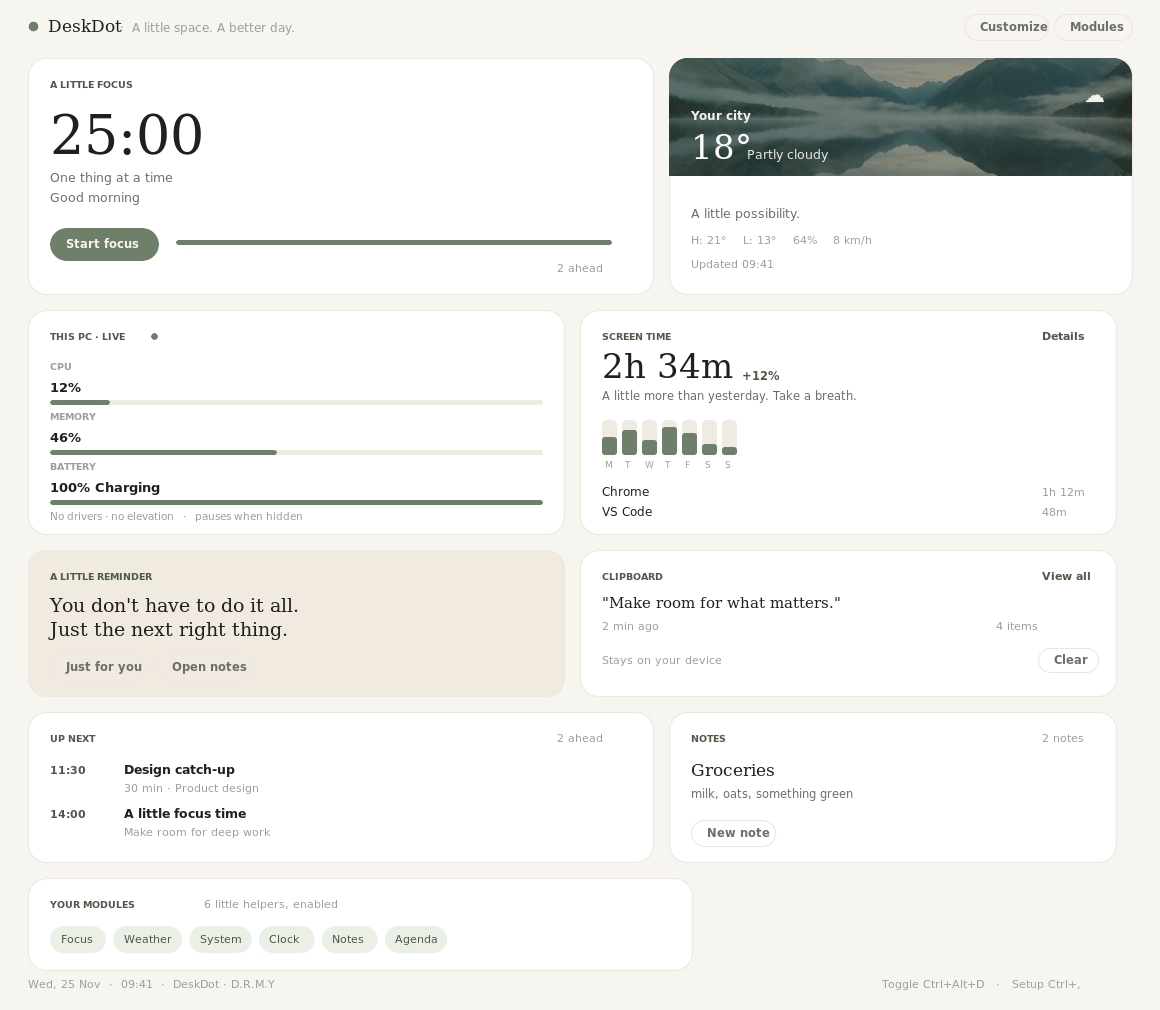 DeskDot · A little space. A better day.
Customize Modules
A LITTLE FOCUS
25:00
One thing at a time
Good morning
Start focus
2 ahead
Your city
18° Partly cloudy
A little possibility.
H: 21° L: 13° 64% 8 km/h
Updated 09:41
THIS PC · LIVE
CPU
12%
MEMORY
46%
BATTERY
100% Charging
No drivers · no elevation · pauses when hidden
SCREEN TIME Details
2h 34m +12%
A little more than yesterday. Take a breath.
M T W T F S S
Chrome 1h 12m
VS Code 48m
A LITTLE REMINDER
You don't have to do it all.
Just the next right thing.
Just for you Open notes
CLIPBOARD View all
"Make room for what matters."
2 min ago 4 items
Stays on your device Clear
UP NEXT 2 ahead
11:30 Design catch-up
30 min · Product design
14:00 A little focus time
Make room for deep work
NOTES 2 notes
Groceries
milk, oats, something green
New note
YOUR MODULES 6 little helpers, enabled
Focus Weather System Clock Notes Agenda
Wed, 25 Nov · 09:41 · DeskDot · D.R.M.Y
Toggle Ctrl+Alt+D · Setup Ctrl+,